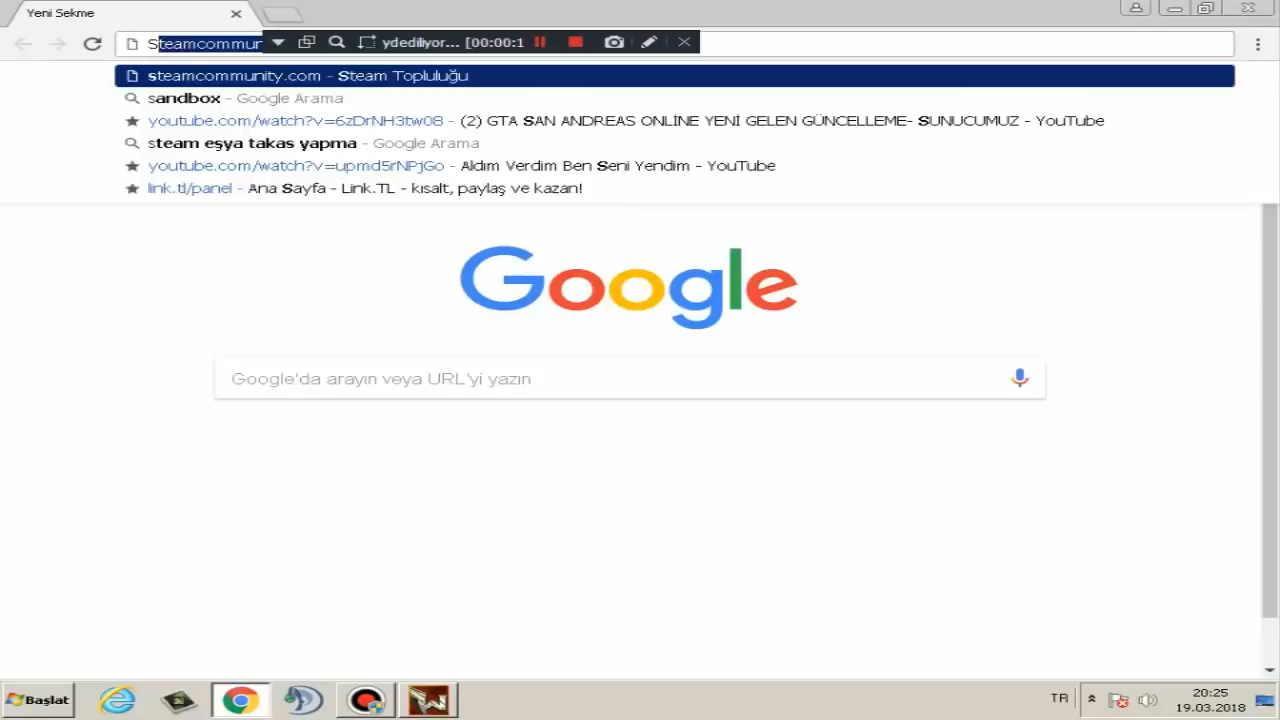 Yeni Sekme
Steamcommur
ydediliyor... [00:00:1
steamcommunity.com - Steam Topluluğu
sandbox - Google Arama
youtube.com/watch?v=6zDrNH3tw08 - (2) GTA SAN ANDREAS ONLİNE YENİ GELEN GÜNCELLEME- SUNUCUMUZ - YouTube
steam eşya takas yapma - Google Arama
youtube.com/watch?v=upmd5rNPjGo - Aldım Verdim Ben Seni Yendim - YouTube
link.tl/panel - Ana Sayfa - Link.TL - kısalt, paylaş ve kazan!
Google
Google'da arayın veya URL'yi yazın
Başlat
TR
20:25
19.03.2018